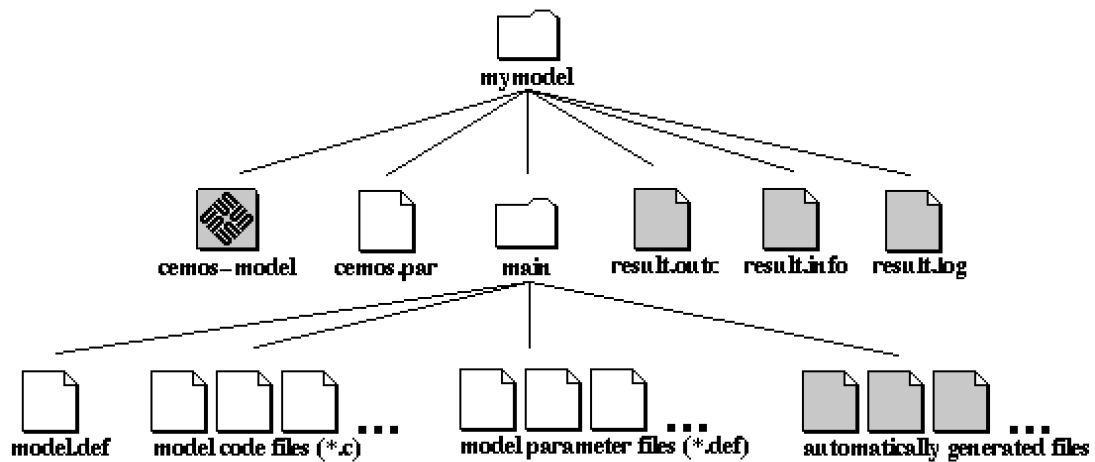 mymodel
cemos-model
cemos.par
main
result.outc
result.info
result.log
model.def
model code files (*.c)
model parameter files (*.def)
automatically generated files